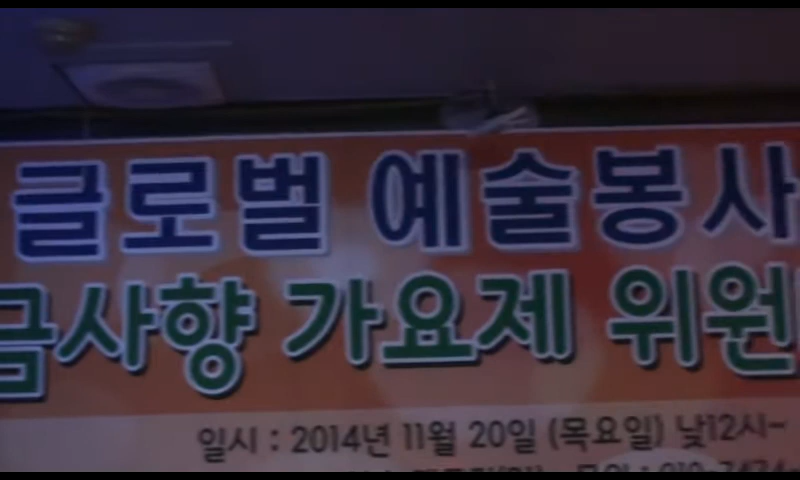 글로벌 예술봉사
금사향 가요제 위원
일시 : 2014년 11월 20일 (목요일) 낮12시~